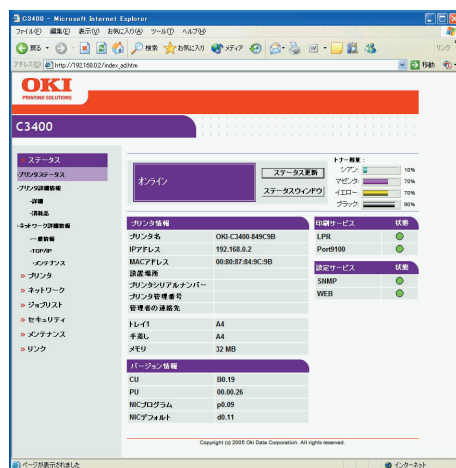 C3400 - Microsoft Internet Explorer
ファイル(F) 編集(E) 表示(V) お気に入り(A) ツール(T) ヘルプ(H)
戻る 検索 お気に入り メディア リンク
アドレス(D) http://192.168.0.2/index_ad.htm 移動
OKI
PRINTING SOLUTIONS
C3400
ステータス
・プリンタステータス
・プリンタ詳細情報
・詳細
・消耗品
・ネットワーク詳細情報
・一般情報
・TCP/IP
・メンテナンス
» プリンタ
» ネットワーク
» ジョブリスト
» セキュリティ
» メンテナンス
» リンク
オンライン
ステータス更新
ステータスウィンドウ
トナー残量:
シアン: 10%
マゼンタ: 70%
イエロー: 70%
ブラック: 90%
プリンタ情報
プリンタ名 OKI-C3400-849C9B
IPアドレス 192.168.0.2
MACアドレス 00:80:87:84:9C:9B
設置場所
プリンタシリアルナンバー
プリンタ管理番号
管理者の連絡先
トレイ1 A4
手差し A4
メモリ 32 MB
バージョン情報
CU B0.19
PU 00.00.26
NICプログラム p0.09
NICデフォルト d0.11
印刷サービス 状態
LPR
Port9100
設定サービス 状態
SNMP
WEB
Copyright (c) 2005 Oki Data Corporation. All rights reserved.
ページが表示されました インターネット